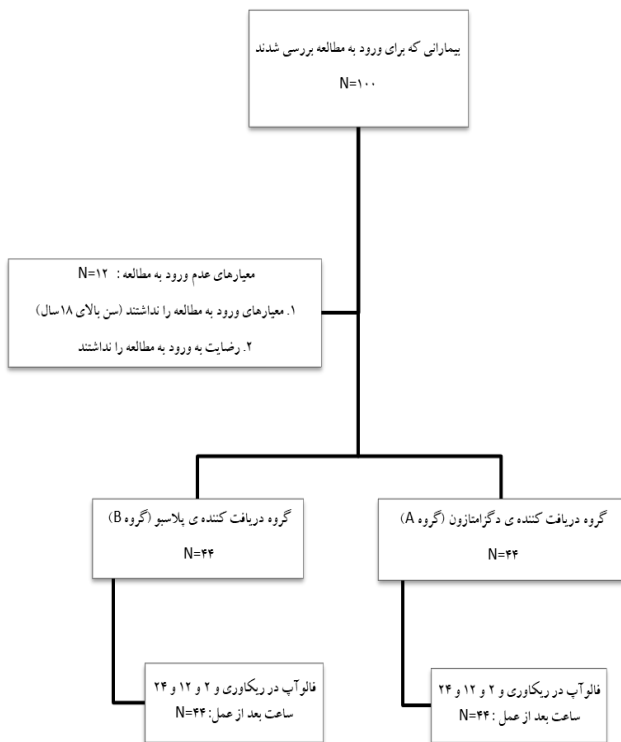 بیمارانی که برای ورود به مطالعه بررسی شدند
N=۱۰۰
معیارهای عدم ورود به مطالعه : N=۱۲
۱. معیارهای ورود به مطالعه را نداشتند (سن بالای ۱۸سال)
۲. رضایت به ورود به مطالعه را نداشتند
گروه دریافت کننده ی دگزامتازون (گروه A)
N=۴۴
گروه دریافت کننده ی پلاسبو (گروه B)
N=۴۴
فالوآپ در ریکاوری و ۲ و ۱۲ و ۲۴
ساعت بعد از عمل : N=۴۴
فالوآپ در ریکاوری و ۲ و ۱۲ و ۲۴
ساعت بعد از عمل: N=۴۴